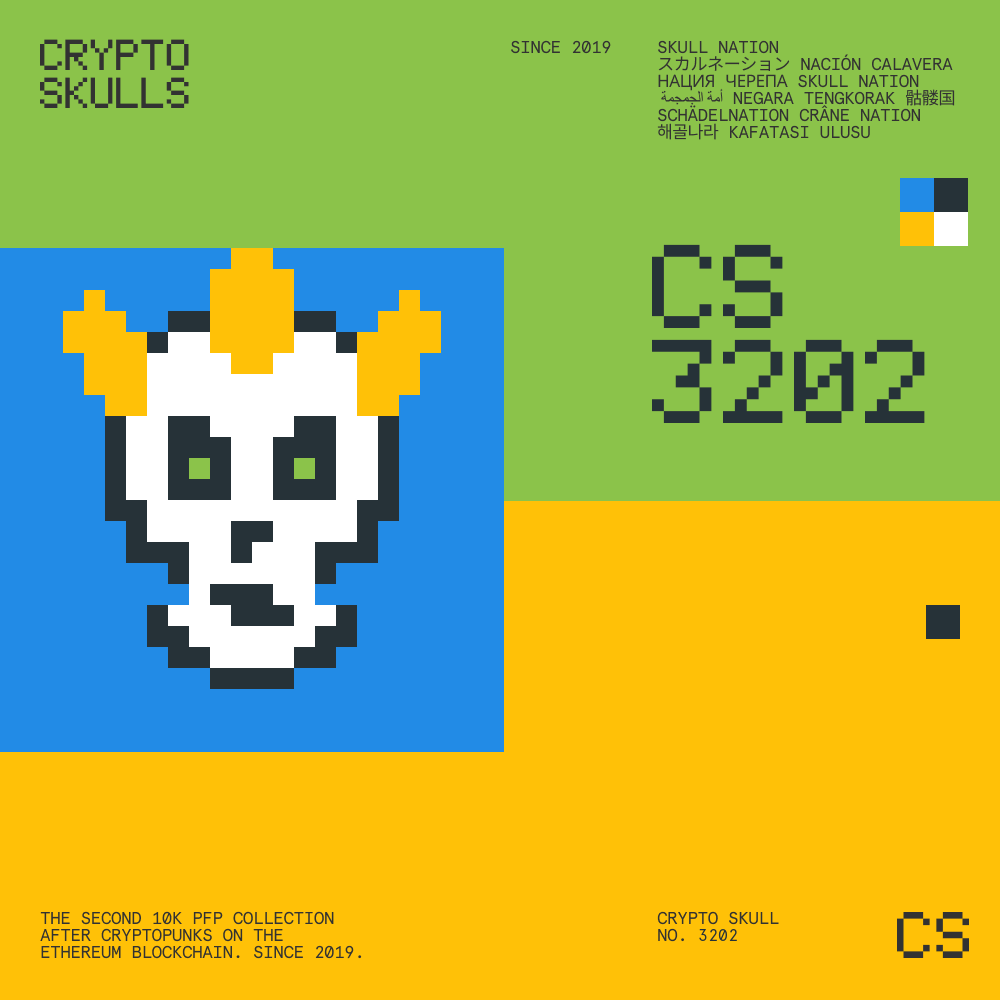 CRYPTO
SKULLS
SINCE 2019
SKULL NATION
スカルネーション NACIÓN CALAVERA
НАЦИЯ ЧЕРЕПА SKULL NATION
أمة الجمجمة NEGARA TENGKORAK 骷髅国
SCHÄDELNATION CRÂNE NATION
해골나라 KAFATASI ULUSU
CS
3202
THE SECOND 10K PFP COLLECTION
AFTER CRYPTOPUNKS ON THE
ETHEREUM BLOCKCHAIN. SINCE 2019.
CRYPTO SKULL
NO. 3202
CS